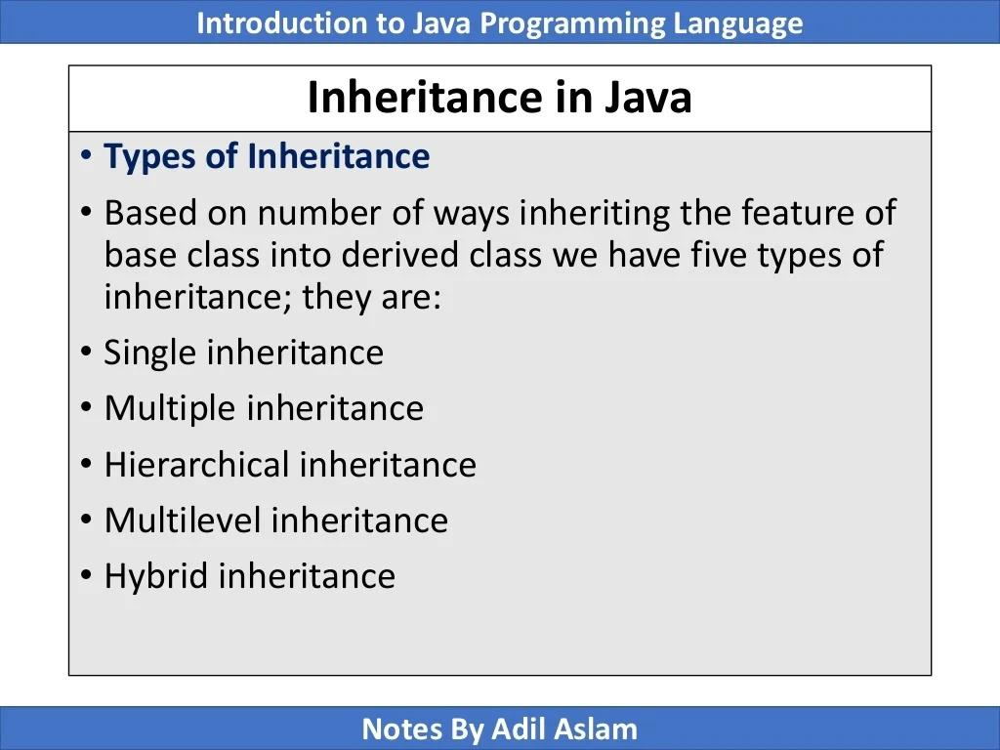 Introduction to Java Programming Language
Inheritance in Java
• Types of Inheritance
• Based on number of ways inheriting the feature of
base class into derived class we have five types of
inheritance; they are:
• Single inheritance
• Multiple inheritance
• Hierarchical inheritance
• Multilevel inheritance
• Hybrid inheritance
Notes By Adil Aslam